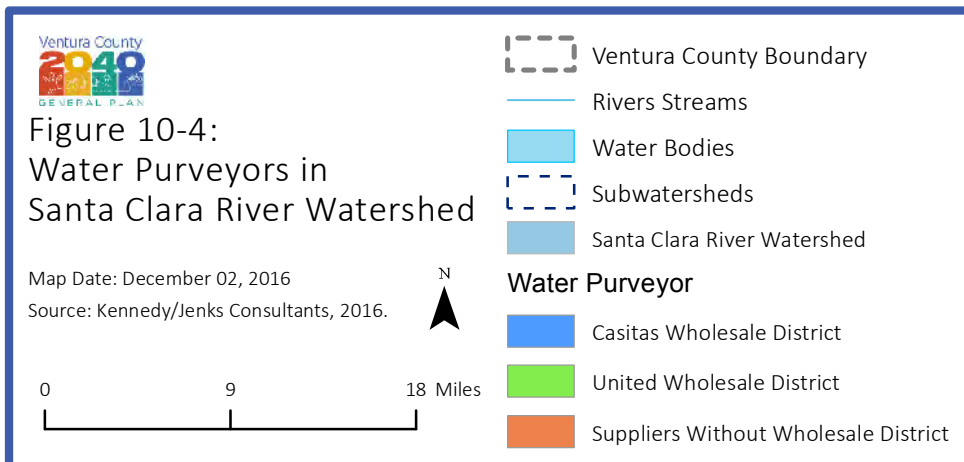 Ventura County
2040
GENERAL PLAN
Figure 10-4:
Water Purveyors in
Santa Clara River Watershed
Map Date: December 02, 2016
Source: Kennedy/Jenks Consultants, 2016.
N
0 9 18 Miles
Ventura County Boundary
Rivers Streams
Water Bodies
Subwatersheds
Santa Clara River Watershed
Water Purveyor
Casitas Wholesale District
United Wholesale District
Suppliers Without Wholesale District